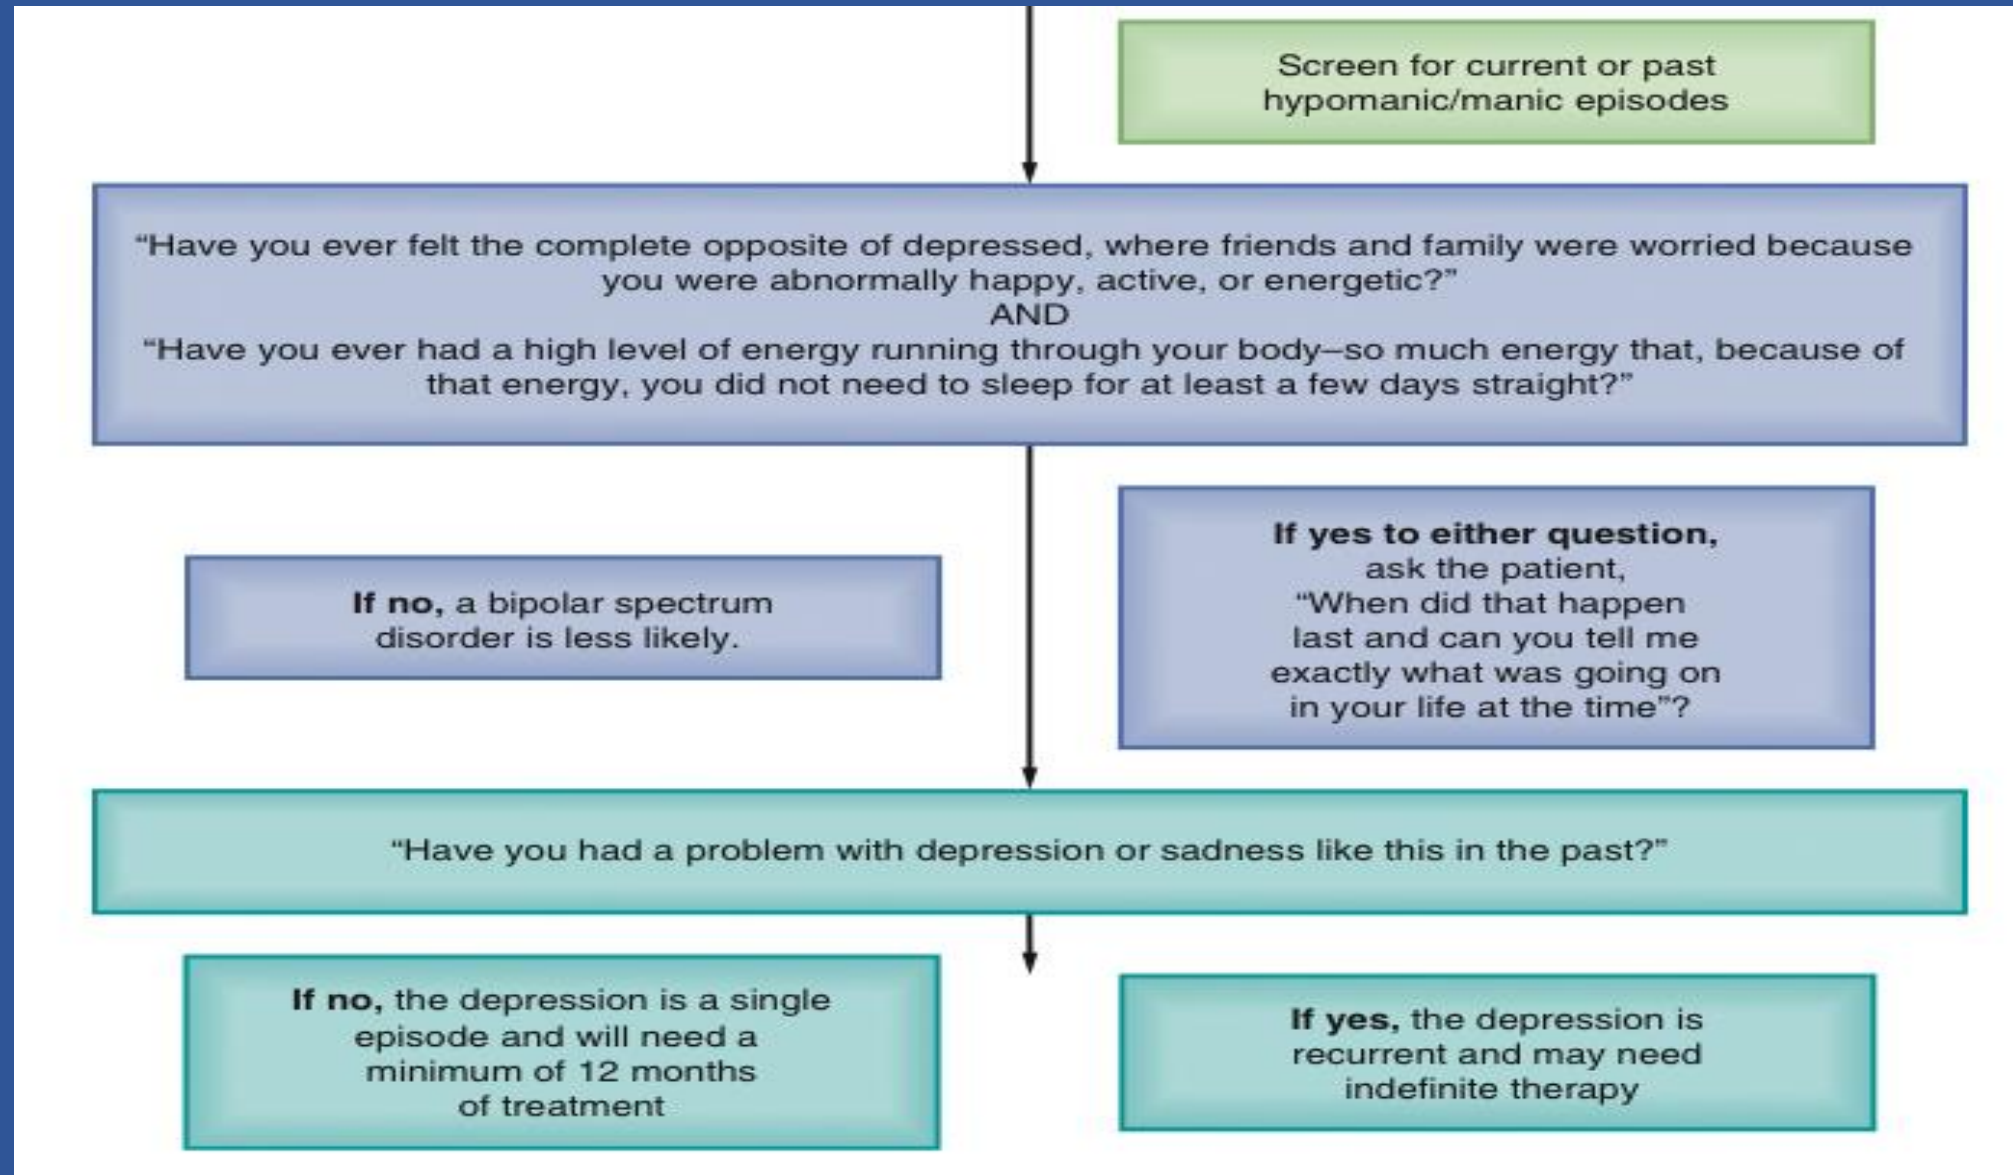 Screen for current or past
hypomanic/manic episodes
“Have you ever felt the complete opposite of depressed, where friends and family were worried because
you were abnormally happy, active, or energetic?”
AND
“Have you ever had a high level of energy running through your body—so much energy that, because of
that energy, you did not need to sleep for at least a few days straight?”
If no, a bipolar spectrum
disorder is less likely.
If yes to either question,
ask the patient,
“When did that happen
last and can you tell me
exactly what was going on
in your life at the time”?
“Have you had a problem with depression or sadness like this in the past?”
If no, the depression is a single
episode and will need a
minimum of 12 months
of treatment
If yes, the depression is
recurrent and may need
indefinite therapy